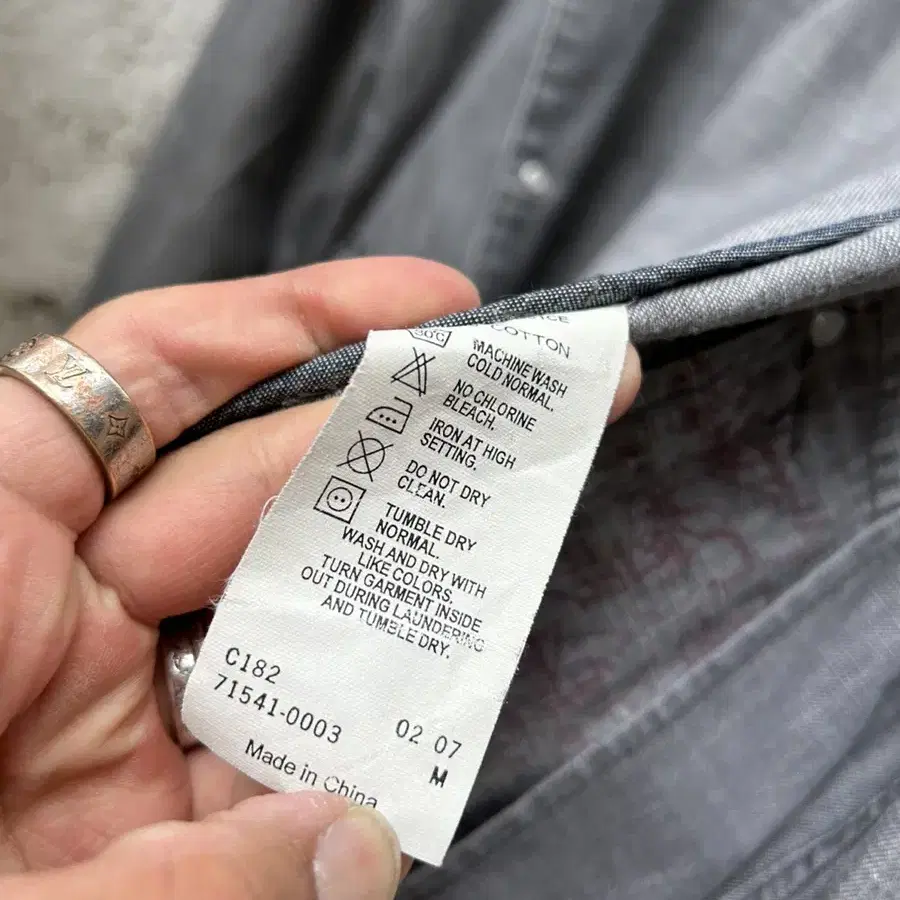 COTTON
30°C
MACHINE WASH
COLD NORMAL.
NO CHLORINE
BLEACH.
IRON AT HIGH
SETTING.
DO NOT DRY
CLEAN.
TUMBLE DRY
NORMAL.
WASH AND DRY WITH
LIKE COLORS.
TURN GARMENT INSIDE
OUT DURING LAUNDERING
AND TUMBLE DRY.
C182
71541-0003
02 07
M
Made in China
LV